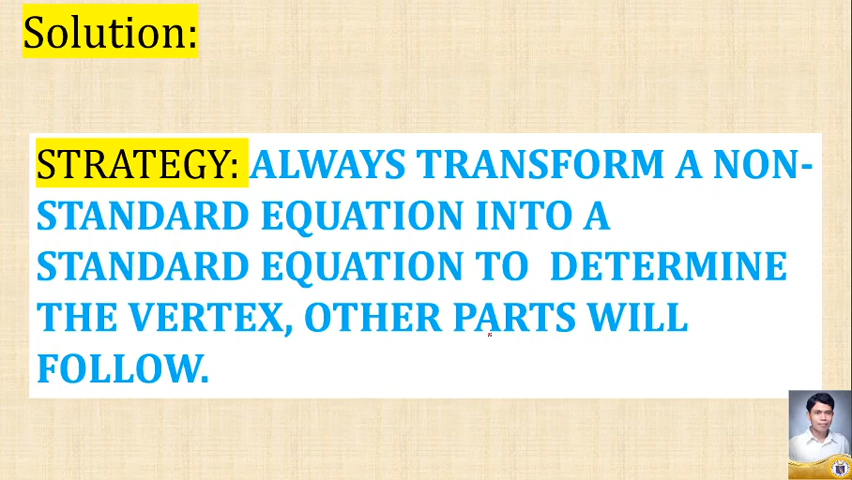 Solution:
STRATEGY: ALWAYS TRANSFORM A NON-
STANDARD EQUATION INTO A
STANDARD EQUATION TO DETERMINE
THE VERTEX, OTHER PARTS WILL
FOLLOW.